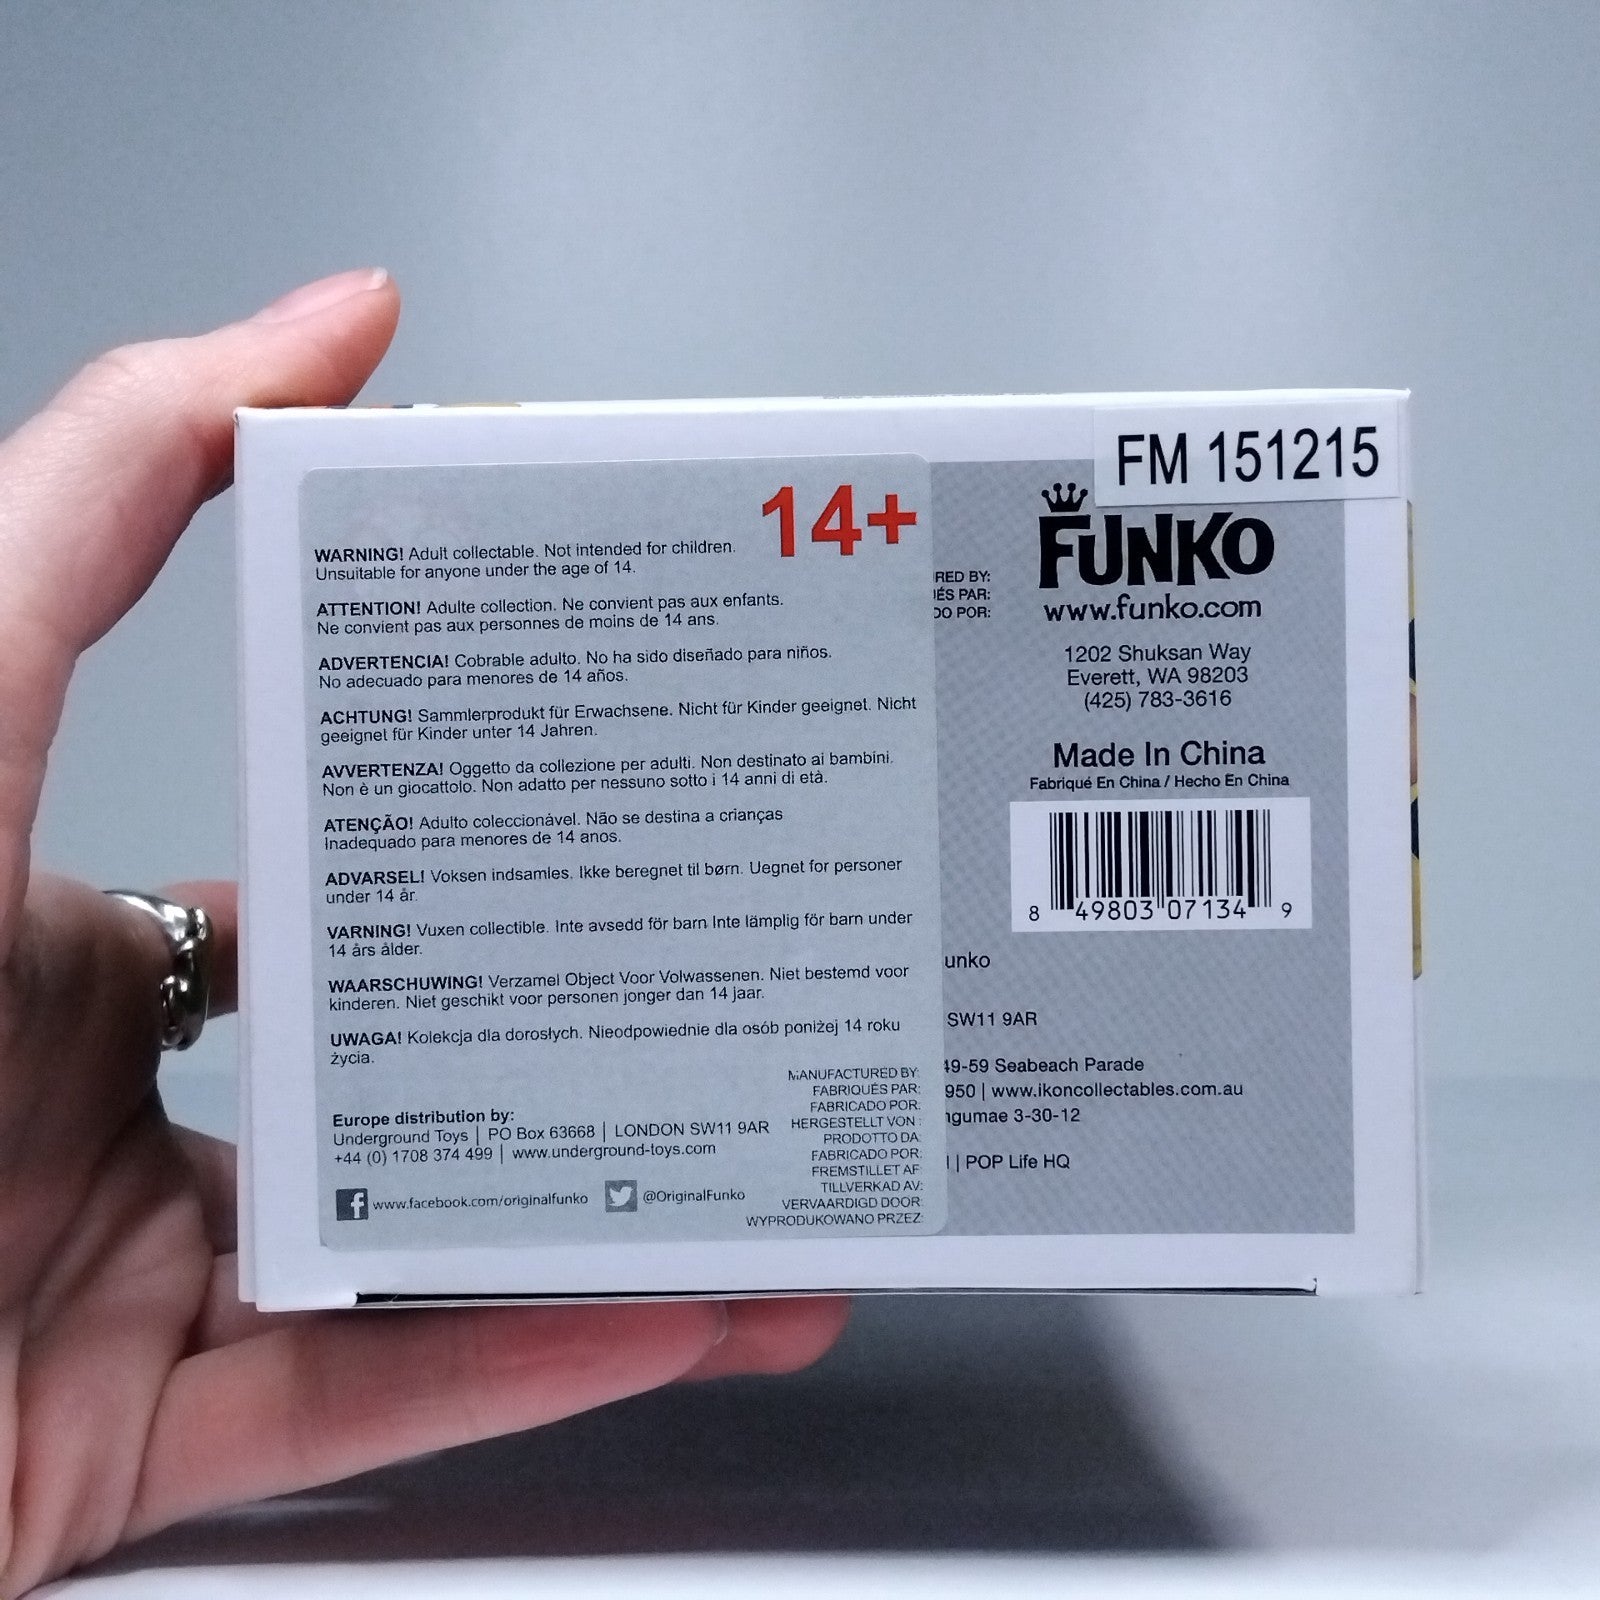 FM 151215
14+
WARNING! Adult collectable. Not intended for children.
Unsuitable for anyone under the age of 14.
ATTENTION! Adulte collection. Ne convient pas aux enfants.
Ne convient pas aux personnes de moins de 14 ans.
ADVERTENCIA! Cobrable adulto. No ha sido diseñado para niños.
No adecuado para menores de 14 años.
ACHTUNG! Sammlerprodukt für Erwachsene. Nicht für Kinder geeignet. Nicht
geeignet für Kinder unter 14 Jahren.
AVVERTENZA! Oggetto da collezione per adulti. Non destinato ai bambini.
Non è un giocattolo. Non adatto per nessuno sotto i 14 anni di età.
ATENÇÃO! Adulto coleccionável. Não se destina a crianças
Inadequado para menores de 14 anos.
ADVARSEL! Voksen indsamles. Ikke beregnet til børn. Uegnet for personer
under 14 år.
VARNING! Vuxen collectible. Inte avsedd för barn Inte lämplig för barn under
14 års ålder.
WAARSCHUWING! Verzamel Object Voor Volwassenen. Niet bestemd voor
kinderen. Niet geschikt voor personen jonger dan 14 jaar.
UWAGA! Kolekcja dla dorosłych. Nieodpowiednie dla osób poniżej 14 roku
życia.
Europe distribution by:
Underground Toys | PO Box 63668 | LONDON SW11 9AR
+44 (0) 1708 374 499 | www.underground-toys.com
www.facebook.com/originalfunko @OriginalFunko
MANUFACTURED BY:
FABRIQUÉS PAR:
FABRICADO POR:
HERGESTELLT VON :
PRODOTTO DA:
FABRICADO POR:
FREMSTILLET AF:
TILLVERKAD AV:
VERVAARDIGD DOOR:
WYPRODUKOWANO PRZEZ:
RED BY:
ÉS PAR:
DO POR:
FUNKO
www.funko.com
1202 Shuksan Way
Everett, WA 98203
(425) 783-3616
Made In China
Fabriqué En China / Hecho En China
8 49803 07134 9
unko
SW11 9AR
49-59 Seabeach Parade
950 | www.ikoncollectables.com.au
ngumae 3-30-12
| POP Life HQ